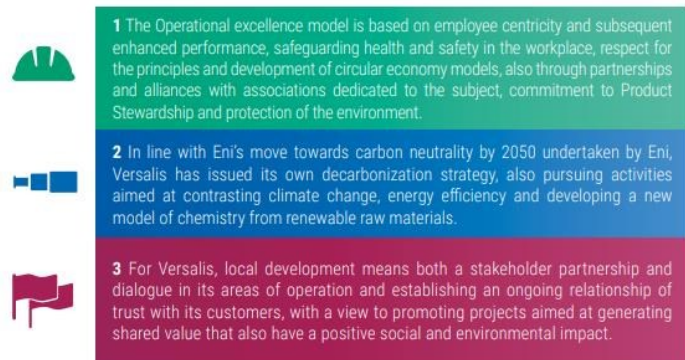 1 The Operational excellence model is based on employee centricity and subsequent
enhanced performance, safeguarding health and safety in the workplace, respect for
the principles and development of circular economy models, also through partnerships
and alliances with associations dedicated to the subject, commitment to Product
Stewardship and protection of the environment.
2 In line with Eni's move towards carbon neutrality by 2050 undertaken by Eni,
Versalis has issued its own decarbonization strategy, also pursuing activities
aimed at contrasting climate change, energy efficiency and developing a new
model of chemistry from renewable raw materials.
3 For Versalis, local development means both a stakeholder partnership and
dialogue in its areas of operation and establishing an ongoing relationship of
trust with its customers, with a view to promoting projects aimed at generating
shared value that also have a positive social and environmental impact.